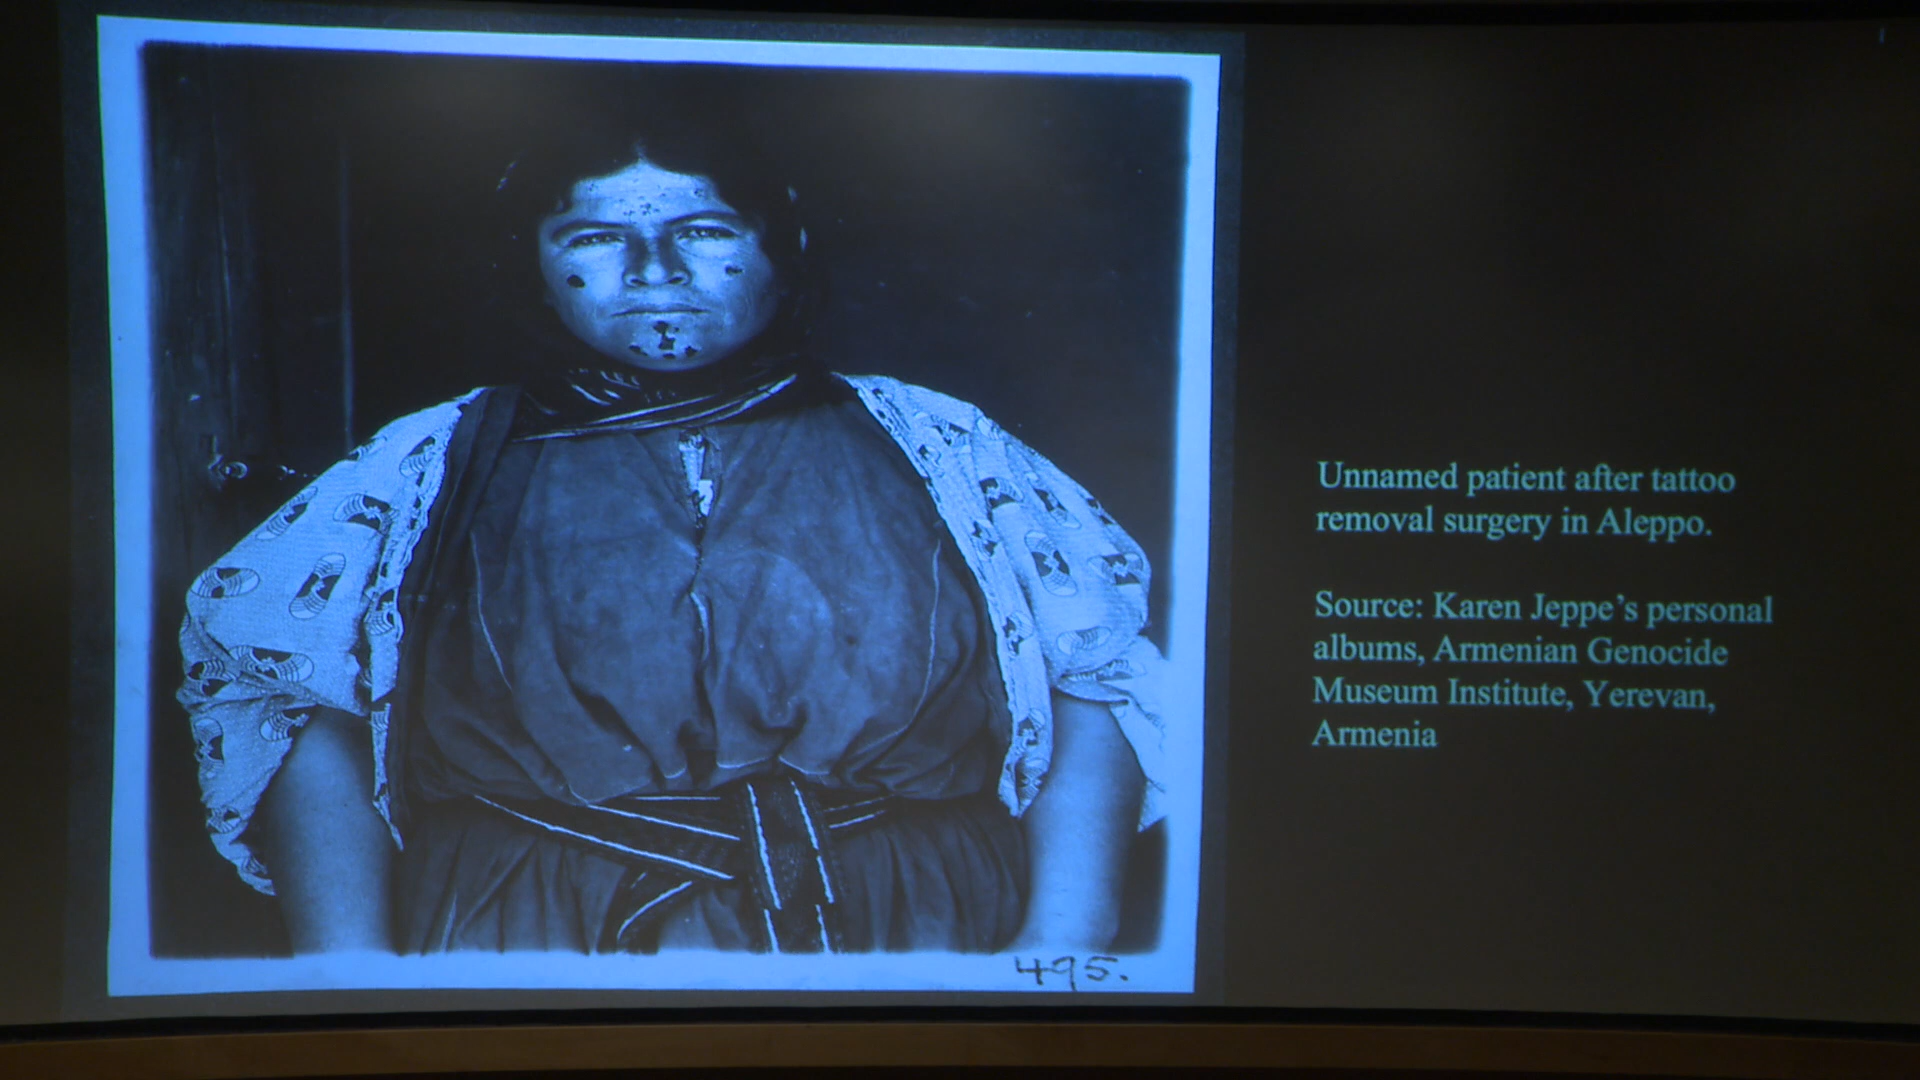 495.
Unnamed patient after tattoo
removal surgery in Aleppo.
Source: Karen Jeppe’s personal
albums, Armenian Genocide
Museum Institute, Yerevan,
Armenia